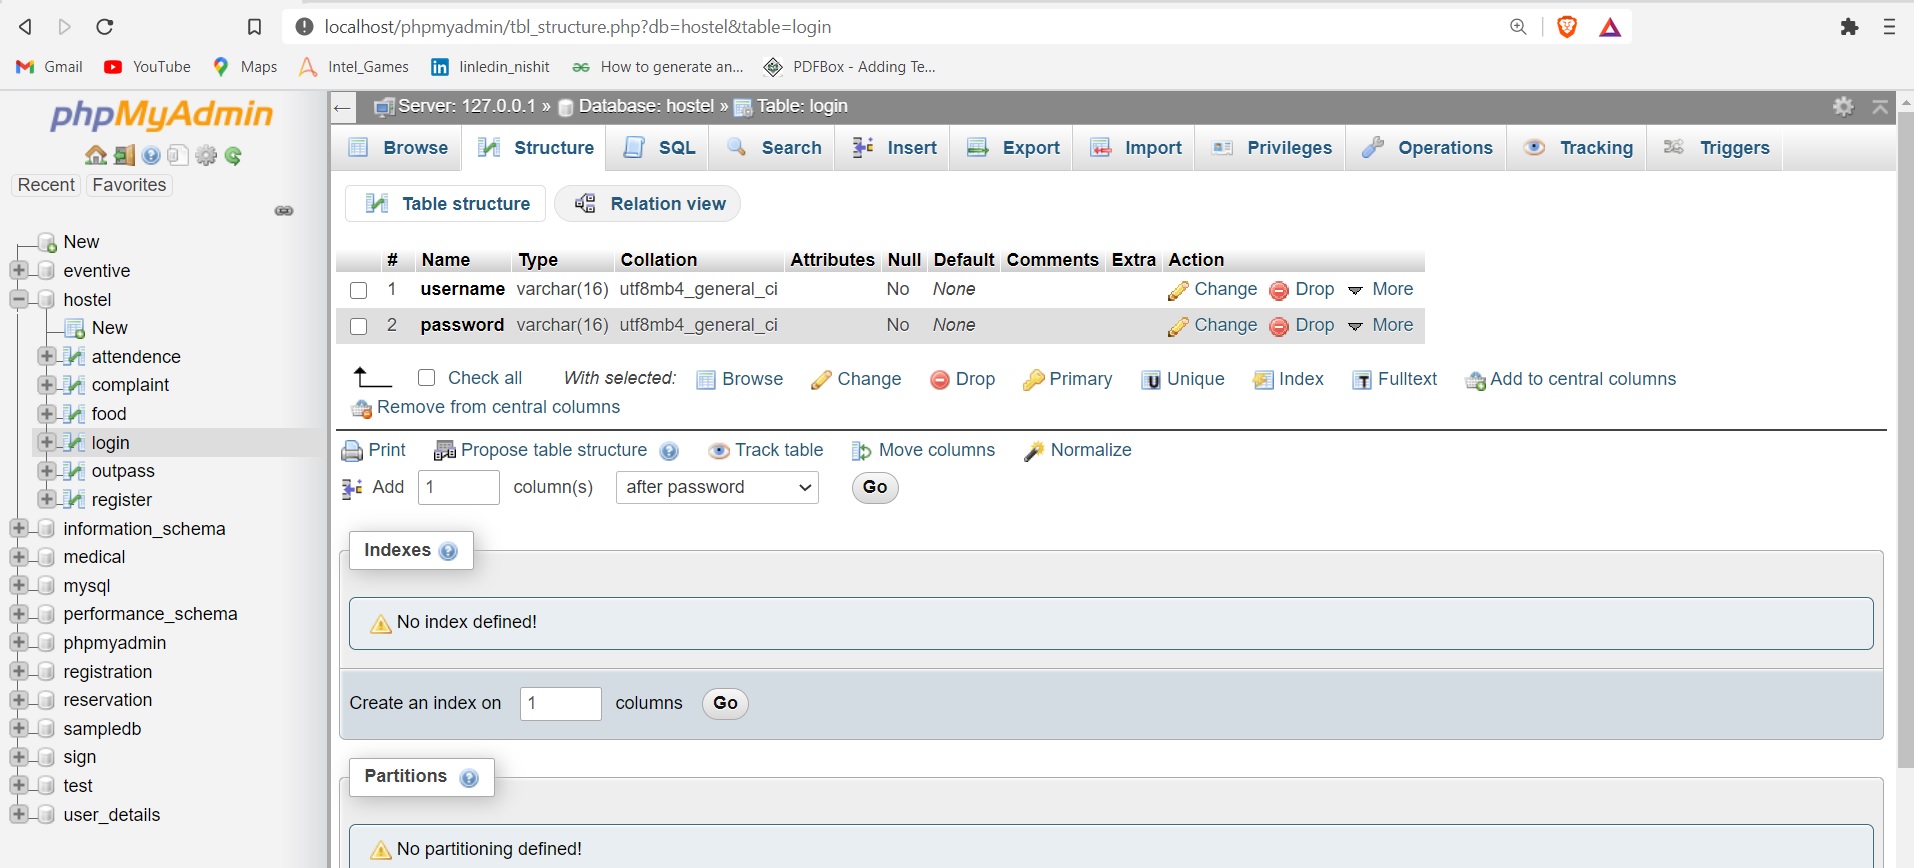 localhost/phpmyadmin/tbl_structure.php?db=hostel&table=login
Gmail YouTube Maps Intel_Games linledin_nishit How to generate an... PDFBox - Adding Te...
phpMyAdmin
Recent Favorites
New
eventive
hostel
New
attendence
complaint
food
login
outpass
register
information_schema
medical
mysql
performance_schema
phpmyadmin
registration
reservation
sampledb
sign
test
user_details
Server: 127.0.0.1 » Database: hostel » Table: login
Browse Structure SQL Search Insert Export Import Privileges Operations Tracking Triggers
Table structure Relation view
# Name Type Collation Attributes Null Default Comments Extra Action
1 username varchar(16) utf8mb4_general_ci No None Change Drop More
2 password varchar(16) utf8mb4_general_ci No None Change Drop More
Check all With selected: Browse Change Drop Primary Unique Index Fulltext Add to central columns
Remove from central columns
Print Propose table structure Track table Move columns Normalize
Add 1 column(s) after password Go
Indexes
No index defined!
Create an index on 1 columns Go
Partitions
No partitioning defined!